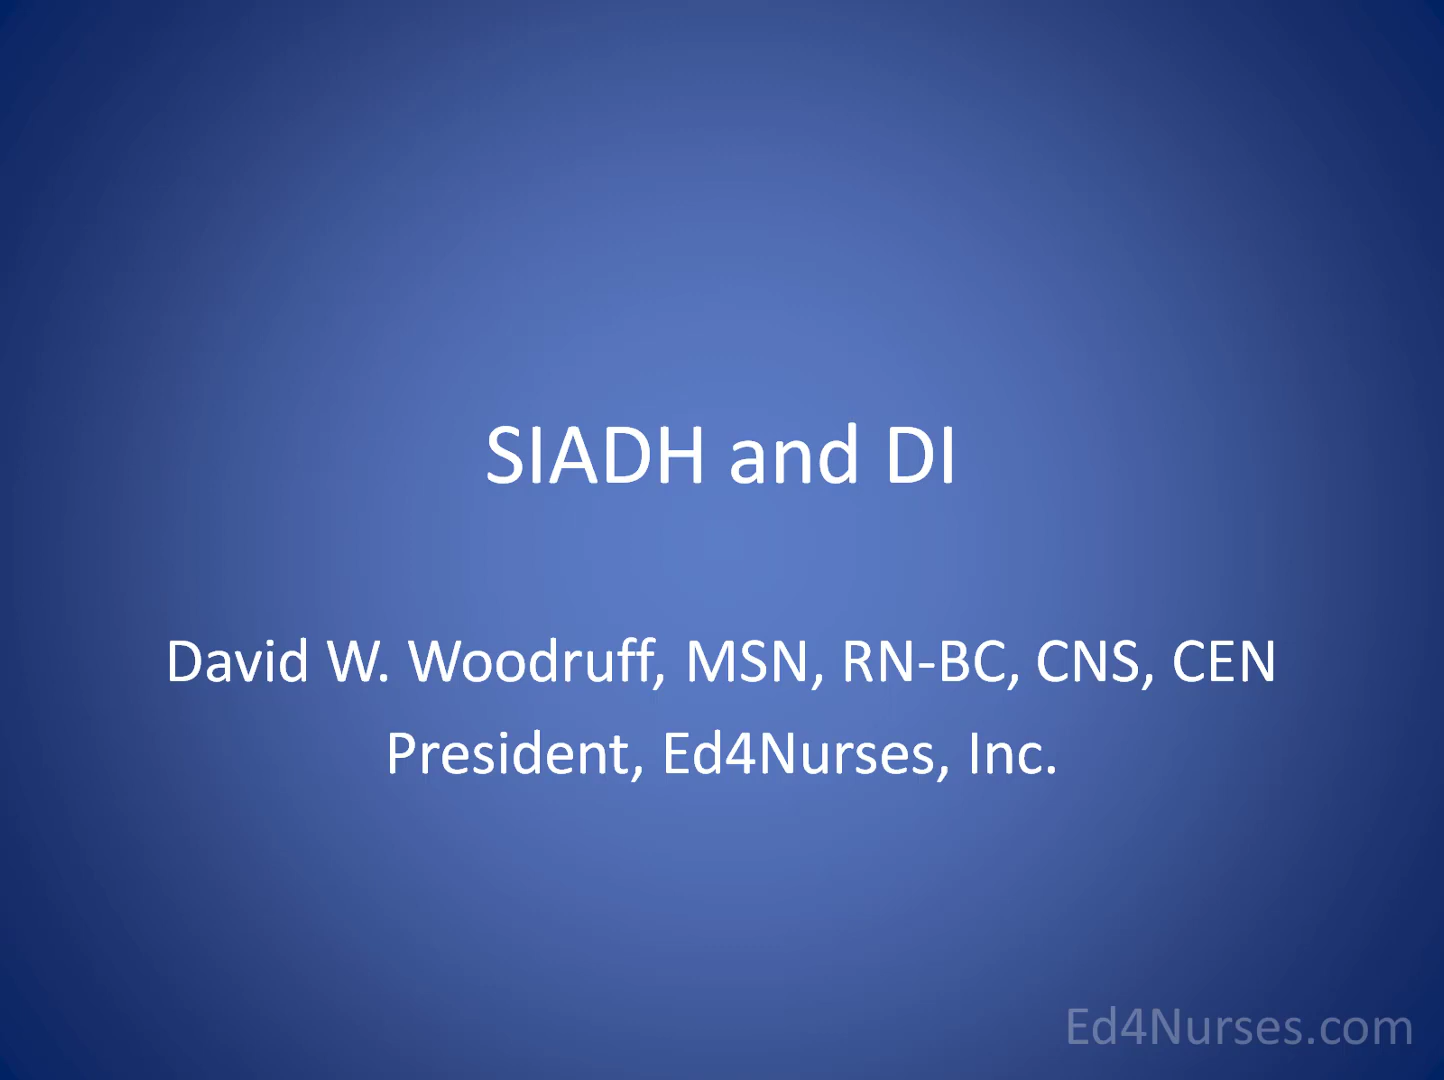 SIADH and DI
David W. Woodruff, MSN, RN-BC, CNS, CEN
President, Ed4Nurses, Inc.
Ed4Nurses.com